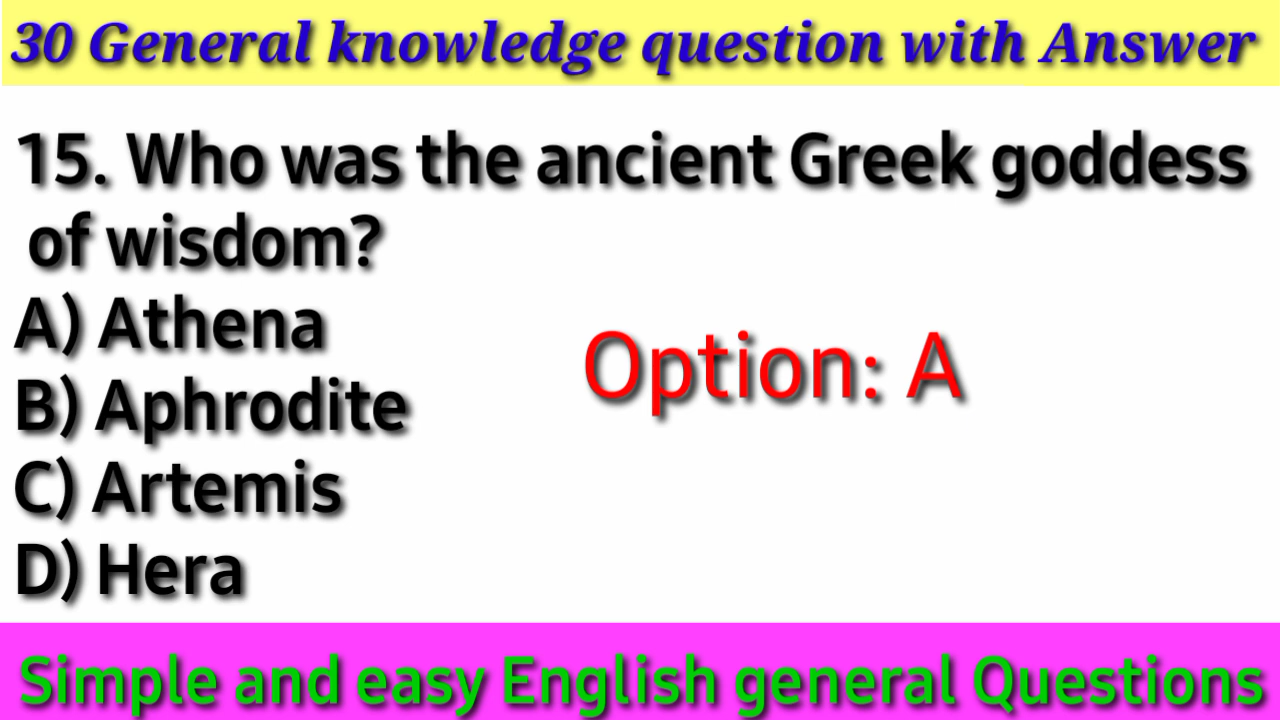 30 General knowledge question with Answer
15. Who was the ancient Greek goddess
of wisdom?
A) Athena
Option: A
B) Aphrodite
C) Artemis
D) Hera
Simple and easy English general Questions